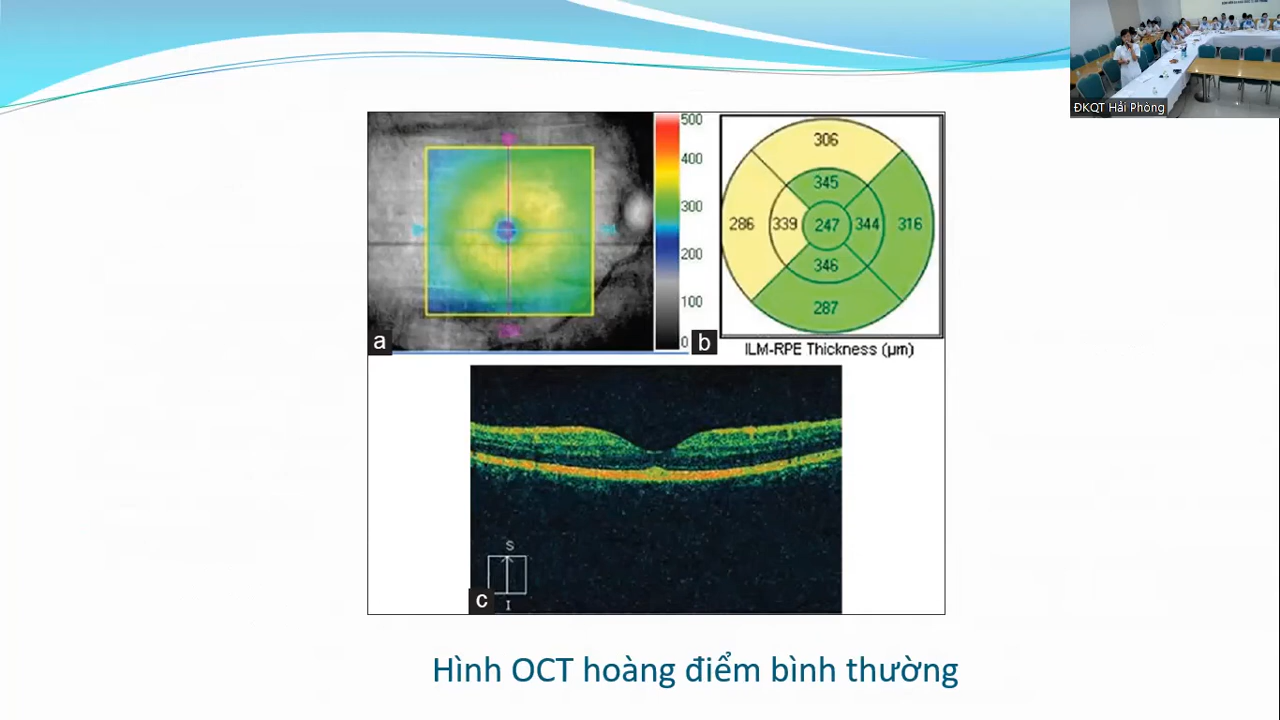 ĐKQT Hải Phòng
500
400
300
200
100
0
a
b
306
345
286
339
247
344
316
346
287
ILM-RPE Thickness (µm)
S
I
c
Hình OCT hoàng điểm bình thường